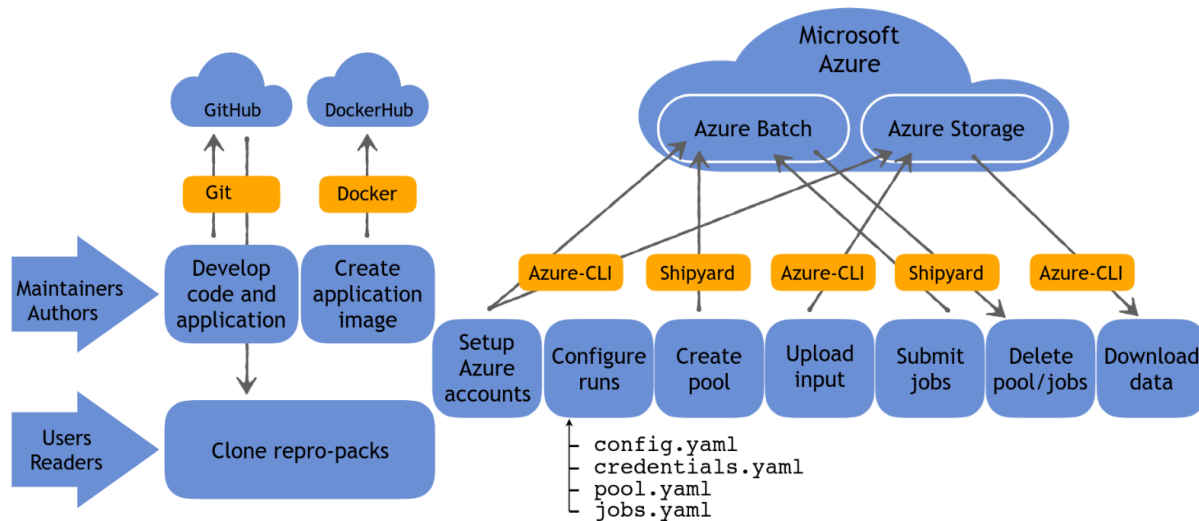 Microsoft
Azure
GitHub
DockerHub
Azure Batch
Azure Storage
Git
Docker
Azure-CLI
Shipyard
Azure-CLI
Shipyard
Azure-CLI
Maintainers
Authors
Develop
code and
application
Create
application
image
Setup
Azure
accounts
Configure
runs
Create
pool
Upload
input
Submit
jobs
Delete
pool/jobs
Download
data
Users
Readers
Clone repro-packs
config.yaml
credentials.yaml
pool.yaml
jobs.yaml